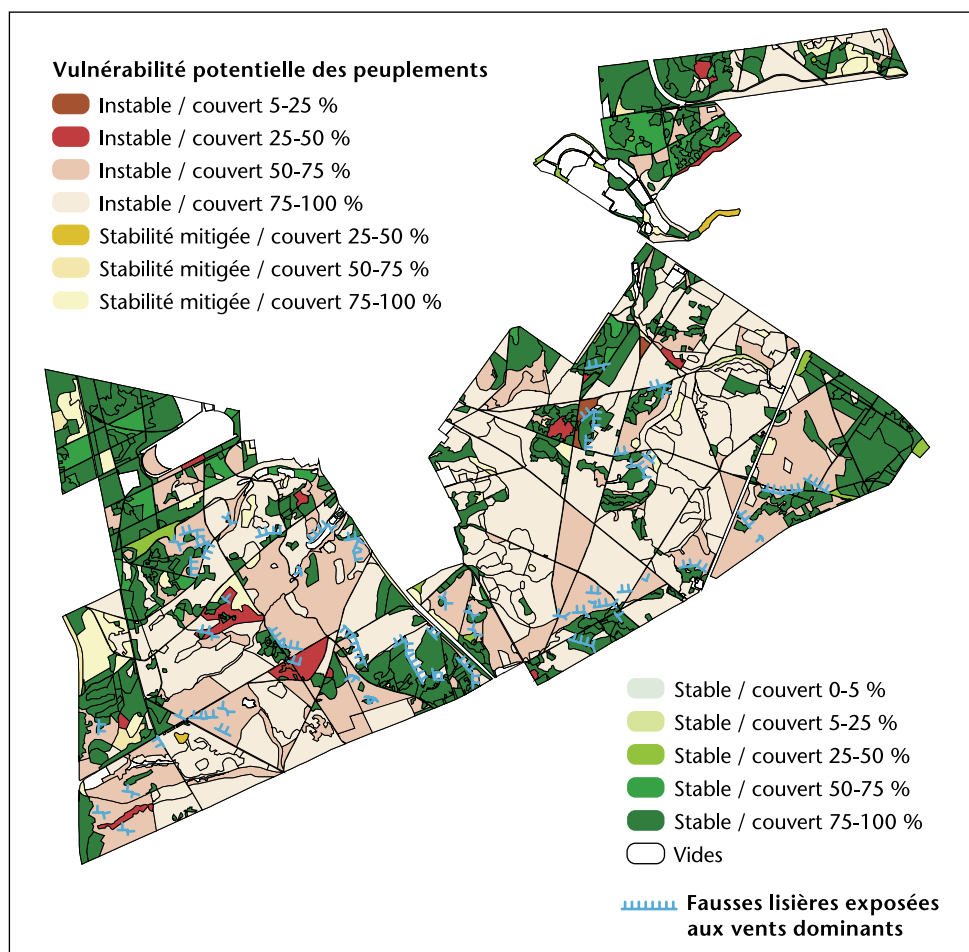 Vulnérabilité potentielle des peuplements
Instable / couvert 5-25 %
Instable / couvert 25-50 %
Instable / couvert 50-75 %
Instable / couvert 75-100 %
Stabilité mitigée / couvert 25-50 %
Stabilité mitigée / couvert 50-75 %
Stabilité mitigée / couvert 75-100 %
Stable / couvert 0-5 %
Stable / couvert 5-25 %
Stable / couvert 25-50 %
Stable / couvert 50-75 %
Stable / couvert 75-100 %
Vides
Fausses lisières exposées
aux vents dominants